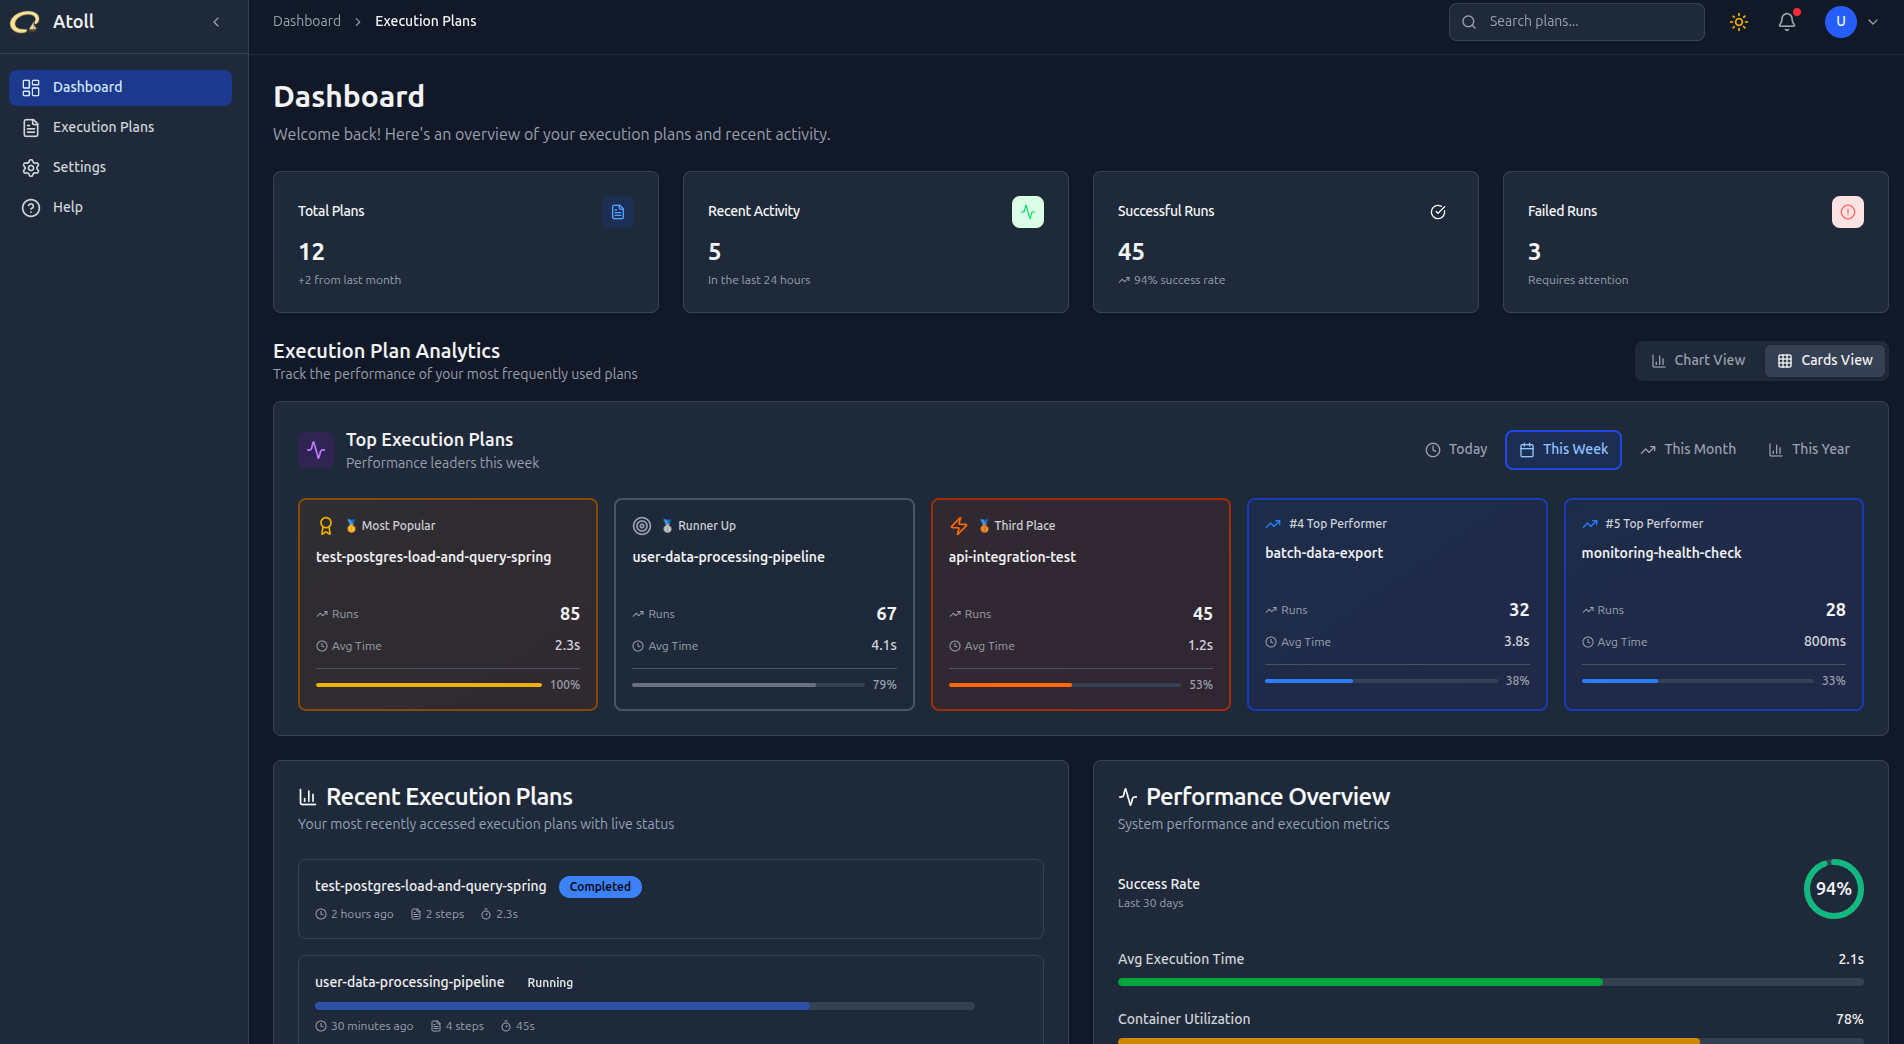 Atoll
Dashboard
Execution Plans
Settings
Help
Dashboard > Execution Plans
Search plans...
U
Dashboard
Welcome back! Here's an overview of your execution plans and recent activity.
Total Plans
12
+2 from last month
Recent Activity
5
In the last 24 hours
Successful Runs
45
94% success rate
Failed Runs
3
Requires attention
Execution Plan Analytics
Track the performance of your most frequently used plans
Chart View
Cards View
Top Execution Plans
Performance leaders this week
Today
This Week
This Month
This Year
🥇 Most Popular
test-postgres-load-and-query-spring
Runs 85
Avg Time 2.3s
100%
🥈 Runner Up
user-data-processing-pipeline
Runs 67
Avg Time 4.1s
79%
🥉 Third Place
api-integration-test
Runs 45
Avg Time 1.2s
53%
#4 Top Performer
batch-data-export
Runs 32
Avg Time 3.8s
38%
#5 Top Performer
monitoring-health-check
Runs 28
Avg Time 800ms
33%
Recent Execution Plans
Your most recently accessed execution plans with live status
test-postgres-load-and-query-spring Completed
2 hours ago 2 steps 2.3s
user-data-processing-pipeline Running
30 minutes ago 4 steps 45s
Performance Overview
System performance and execution metrics
Success Rate
Last 30 days
94%
Avg Execution Time 2.1s
Container Utilization 78%